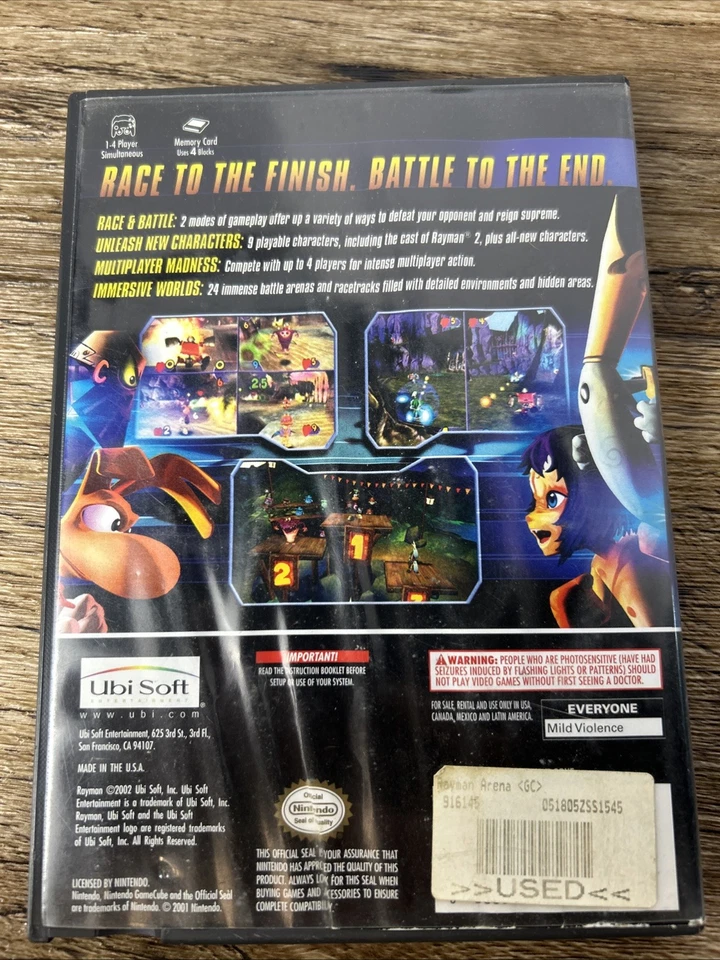 1-4 Player
Simultaneous
Memory Card
Uses 4 Blocks
RACE TO THE FINISH. BATTLE TO THE END.
RACE & BATTLE: 2 modes of gameplay offer up a variety of ways to defeat your opponent and reign supreme.
UNLEASH NEW CHARACTERS: 9 playable characters, including the cast of Rayman® 2, plus all-new characters.
MULTIPLAYER MADNESS: Compete with up to 4 players for intense multiplayer action.
IMMERSIVE WORLDS: 24 immense battle arenas and racetracks filled with detailed environments and hidden areas.
6
6
2.5
2
9
2
1
Ubi Soft
ENTERTAINMENT
www.ubi.com
Ubi Soft Entertainment, 625 3rd St., 3rd Fl.,
San Francisco, CA 94107.
MADE IN THE U.S.A.
Rayman ©2002 Ubi Soft, Inc. Ubi Soft
Entertainment is a trademark of Ubi Soft, Inc.
Rayman, Ubi Soft and the Ubi Soft
Entertainment logo are registered trademarks
of Ubi Soft, Inc. All Rights Reserved.
LICENSED BY NINTENDO.
Nintendo, Nintendo GameCube and the Official Seal
are trademarks of Nintendo. © 2001 Nintendo.
IMPORTANT!
READ THE INSTRUCTION BOOKLET BEFORE
SETUP OR USE OF YOUR SYSTEM.
Official
Nintendo
Seal of Quality
THIS OFFICIAL SEAL IS YOUR ASSURANCE THAT
NINTENDO HAS APPROVED THE QUALITY OF THIS
PRODUCT. ALWAYS LOOK FOR THIS SEAL WHEN
BUYING GAMES AND ACCESSORIES TO ENSURE
COMPLETE COMPATIBILITY
WARNING: PEOPLE WHO ARE PHOTOSENSITIVE (HAVE HAD
SEIZURES INDUCED BY FLASHING LIGHTS OR PATTERNS) SHOULD
NOT PLAY VIDEO GAMES WITHOUT FIRST SEEING A DOCTOR.
FOR SALE, RENTAL AND USE ONLY IN USA,
CANADA, MEXICO AND LATIN AMERICA.
EVERYONE
Mild Violence
Rayman Arena <GC>
916145
051805ZSS1545
>>USED<<